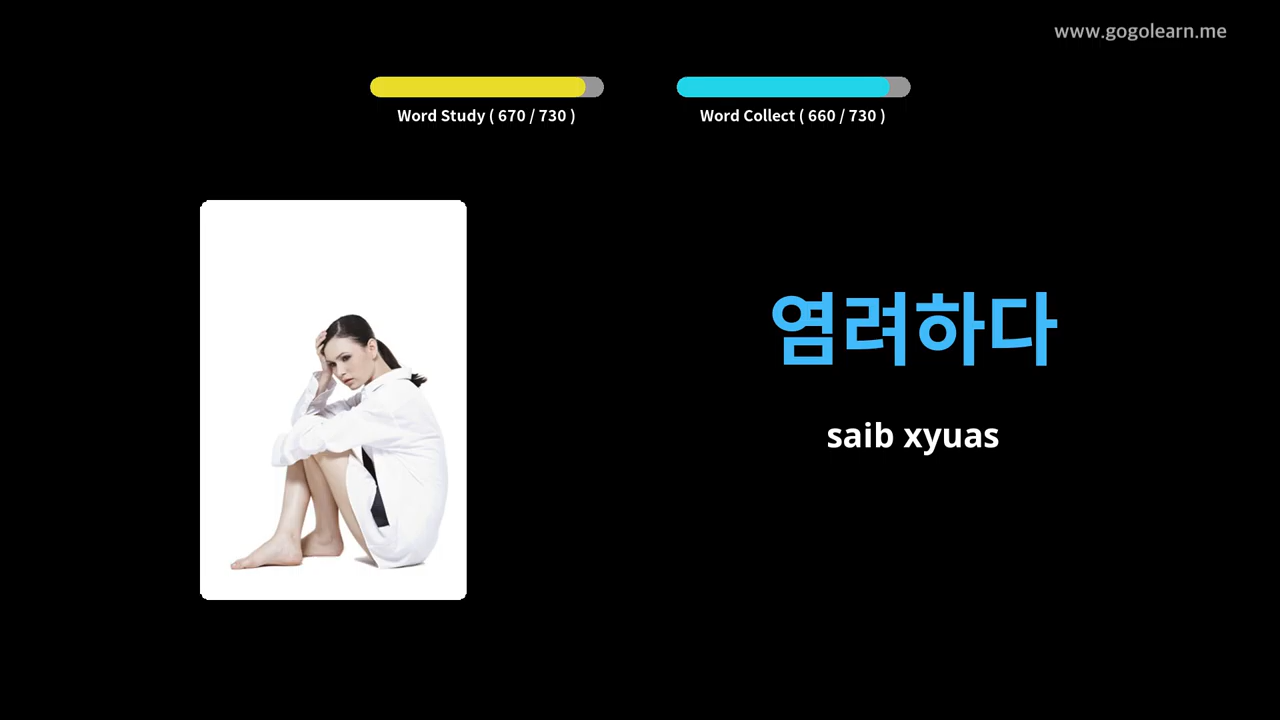 www.gogolearn.me
Word Study ( 670 / 730 )
Word Collect ( 660 / 730 )
염려하다
saib xyuas